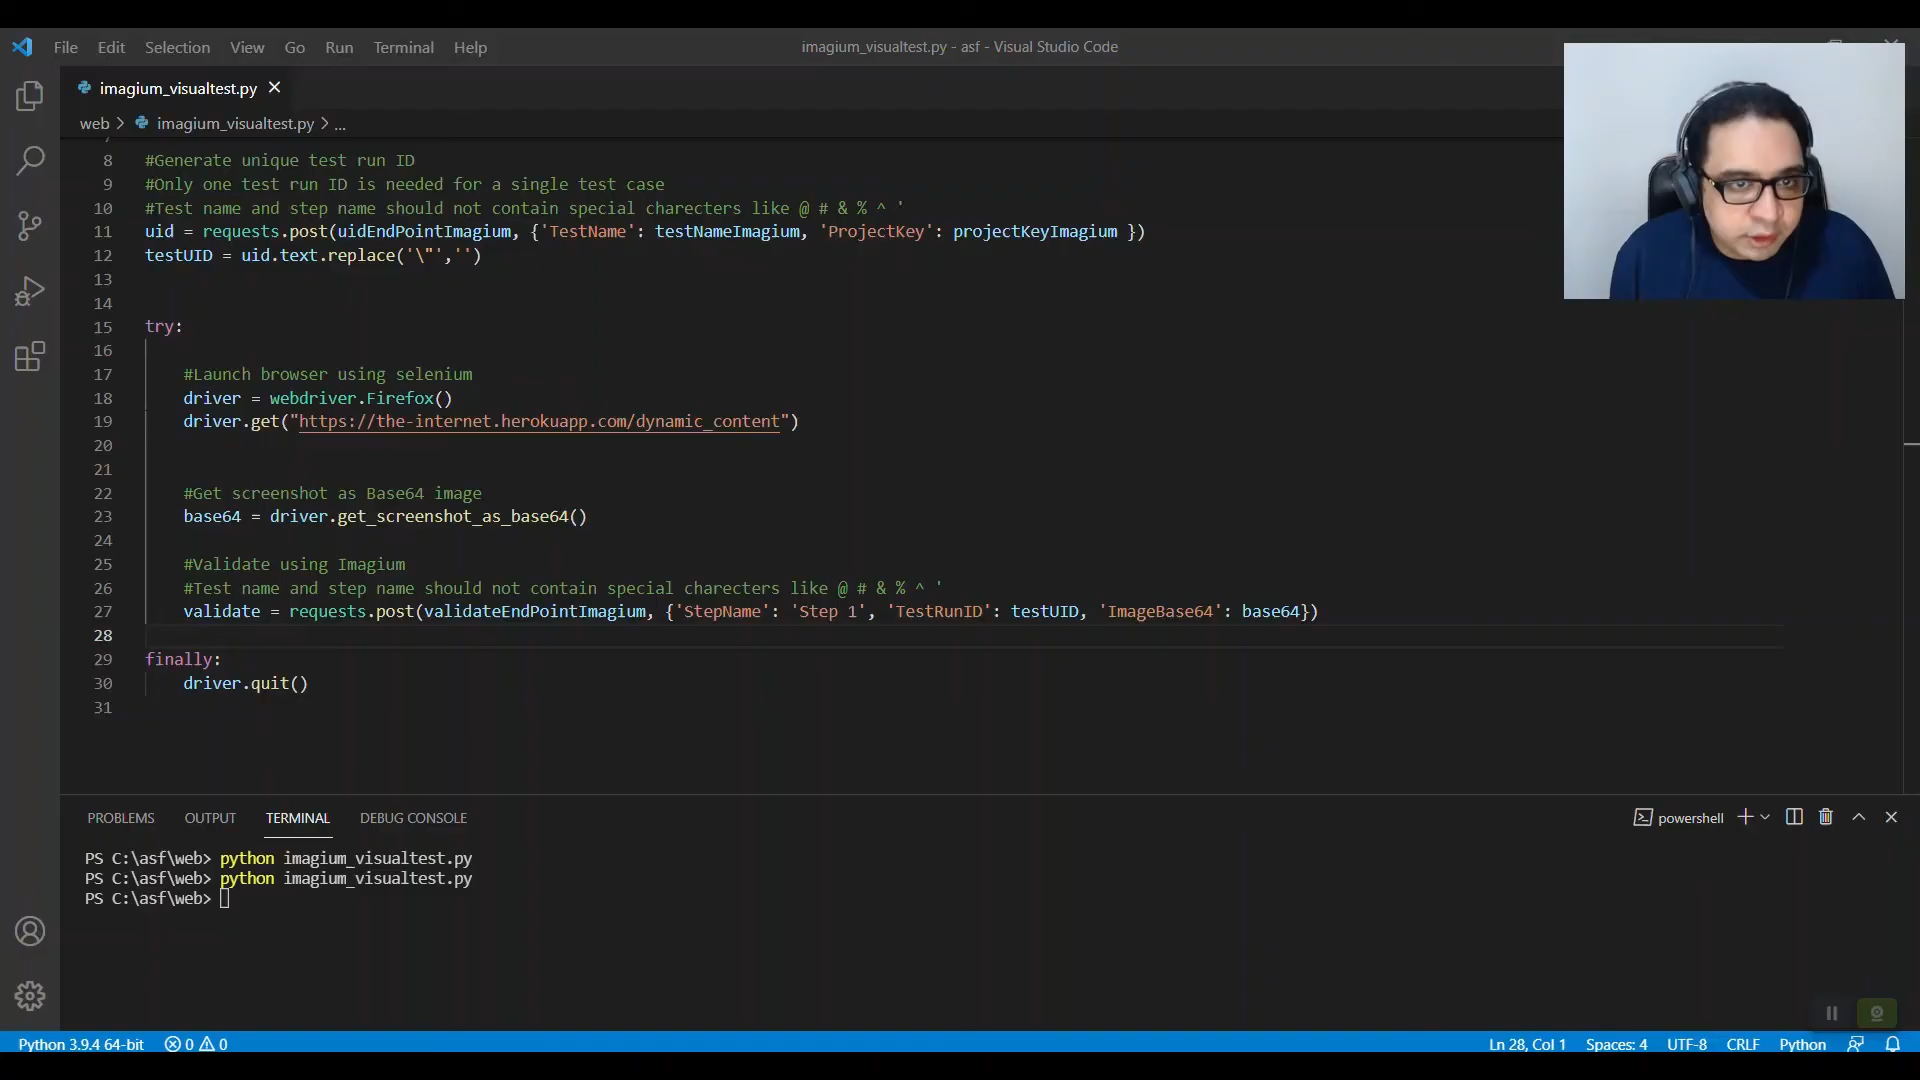 File Edit Selection View Go Run Terminal Help
imagium_visualtest.py - asf - Visual Studio Code
imagium_visualtest.py
web > imagium_visualtest.py > ...
8 #Generate unique test run ID
9 #Only one test run ID is needed for a single test case
10 #Test name and step name should not contain special charecters like @ # & % ^ '
11 uid = requests.post(uidEndPointImagium, {'TestName': testNameImagium, 'ProjectKey': projectKeyImagium })
12 testUID = uid.text.replace('\"','')
13
14
15 try:
16
17 #Launch browser using selenium
18 driver = webdriver.Firefox()
19 driver.get("https://the-internet.herokuapp.com/dynamic_content")
20
21
22 #Get screenshot as Base64 image
23 base64 = driver.get_screenshot_as_base64()
24
25 #Validate using Imagium
26 #Test name and step name should not contain special charecters like @ # & % ^ '
27 validate = requests.post(validateEndPointImagium, {'StepName': 'Step 1', 'TestRunID': testUID, 'ImageBase64': base64})
28
29 finally:
30 driver.quit()
31
PROBLEMS OUTPUT TERMINAL DEBUG CONSOLE
powershell
PS C:\asf\web> python imagium_visualtest.py
PS C:\asf\web> python imagium_visualtest.py
PS C:\asf\web>
Python 3.9.4 64-bit 0 0
Ln 28, Col 1 Spaces: 4 UTF-8 CRLF Python